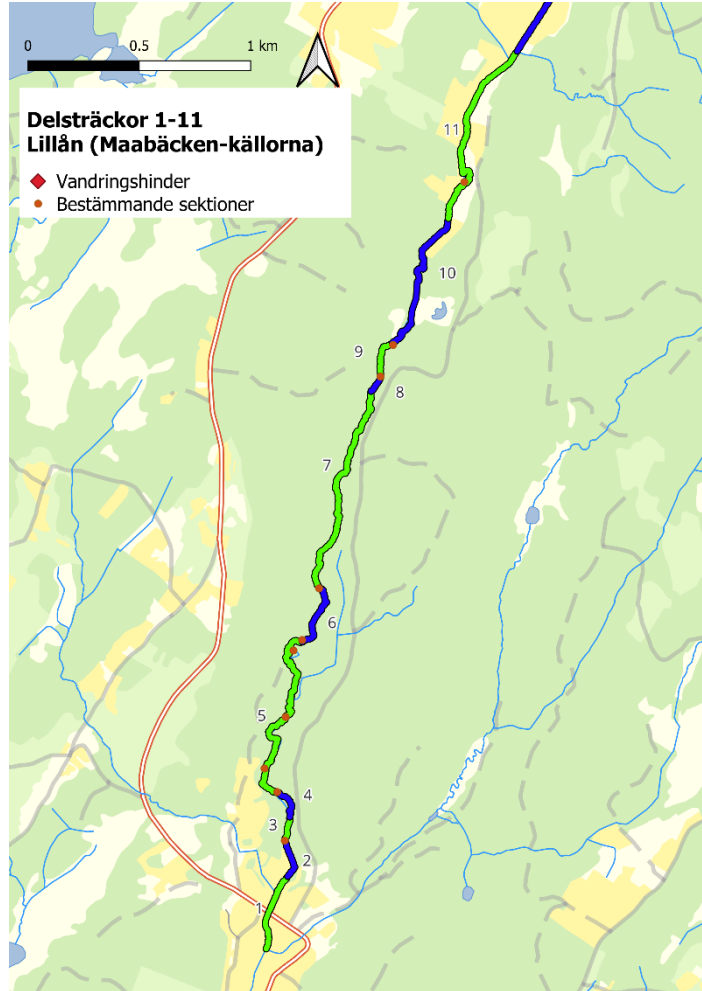 0 0.5 1 km
Delsträckor 1-11
Lillån (Maabäcken-källorna)
Vandringshinder
Bestämmande sektioner
11
10
9
8
7
6
5
4
3
2
1